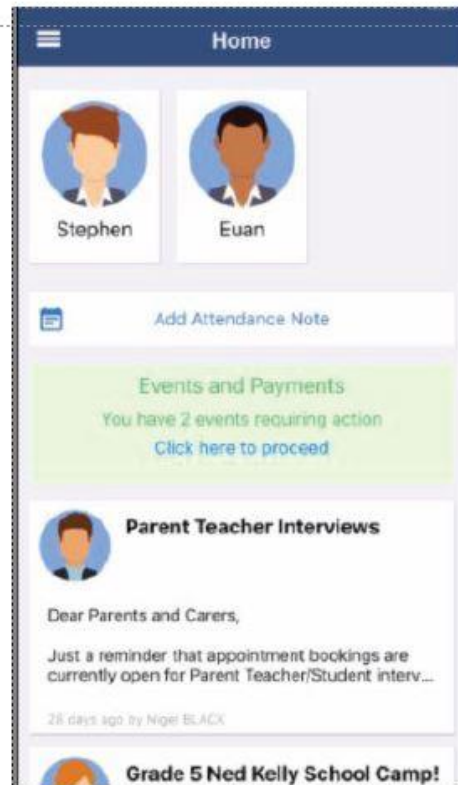 Home
Stephen
Euan
Add Attendance Note
Events and Payments
You have 2 events requiring action
Click here to proceed
Parent Teacher Interviews
Dear Parents and Carers,
Just a reminder that appointment bookings are
currently open for Parent Teacher/Student interv...
28 days ago by Nigel BLACK
Grade 5 Ned Kelly School Camp!